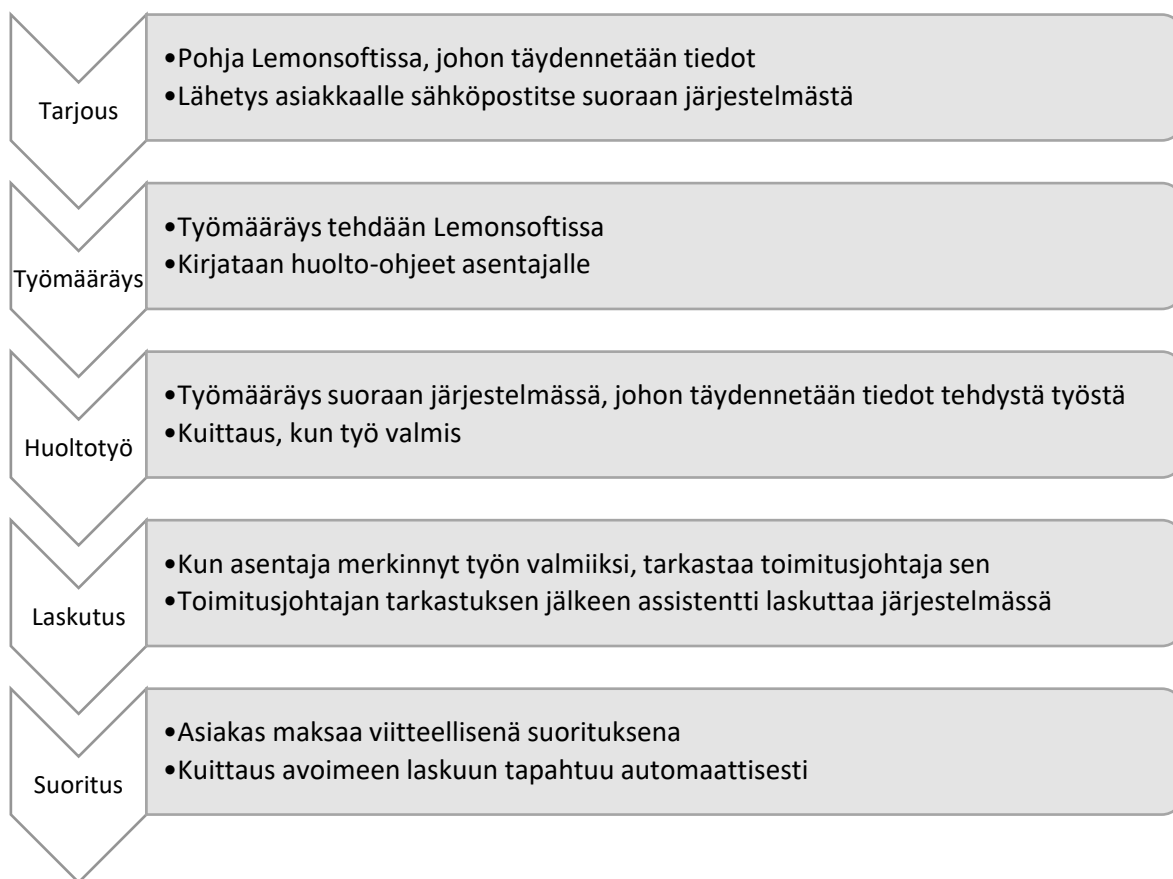 Tarjous
•Pohja Lemonsoftissa, johon täydennetään tiedot
•Lähetys asiakkaalle sähköpostitse suoraan järjestelmästä
Työmääräys
•Työmääräys tehdään Lemonsoftissa
•Kirjataan huolto-ohjeet asentajalle
Huoltotyö
•Työmääräys suoraan järjestelmässä, johon täydennetään tiedot tehdystä työstä
•Kuittaus, kun työ valmis
Laskutus
•Kun asentaja merkinnyt työn valmiiksi, tarkastaa toimitusjohtaja sen
•Toimitusjohtajan tarkastuksen jälkeen assistentti laskuttaa järjestelmässä
Suoritus
•Asiakas maksaa viitteellisenä suorituksena
•Kuittaus avoimeen laskuun tapahtuu automaattisesti